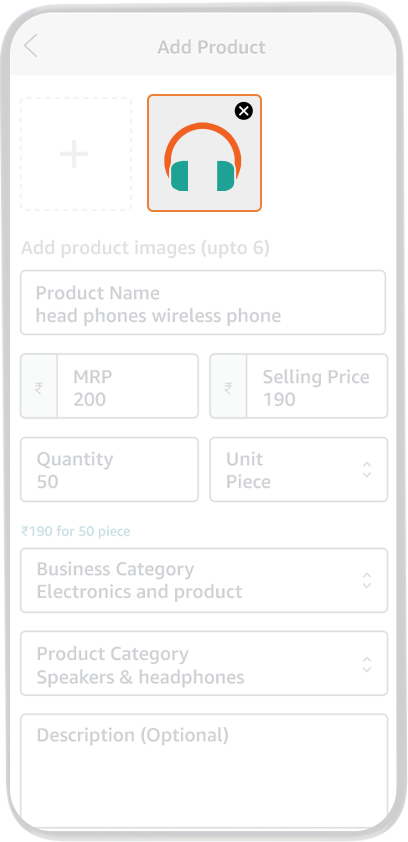 Add Product
Add product images (upto 6)
Product Name
head phones wireless phone
₹ MRP
200
₹ Selling Price
190
Quantity
50
Unit
Piece
₹190 for 50 piece
Business Category
Electronics and product
Product Category
Speakers & headphones
Description (Optional)